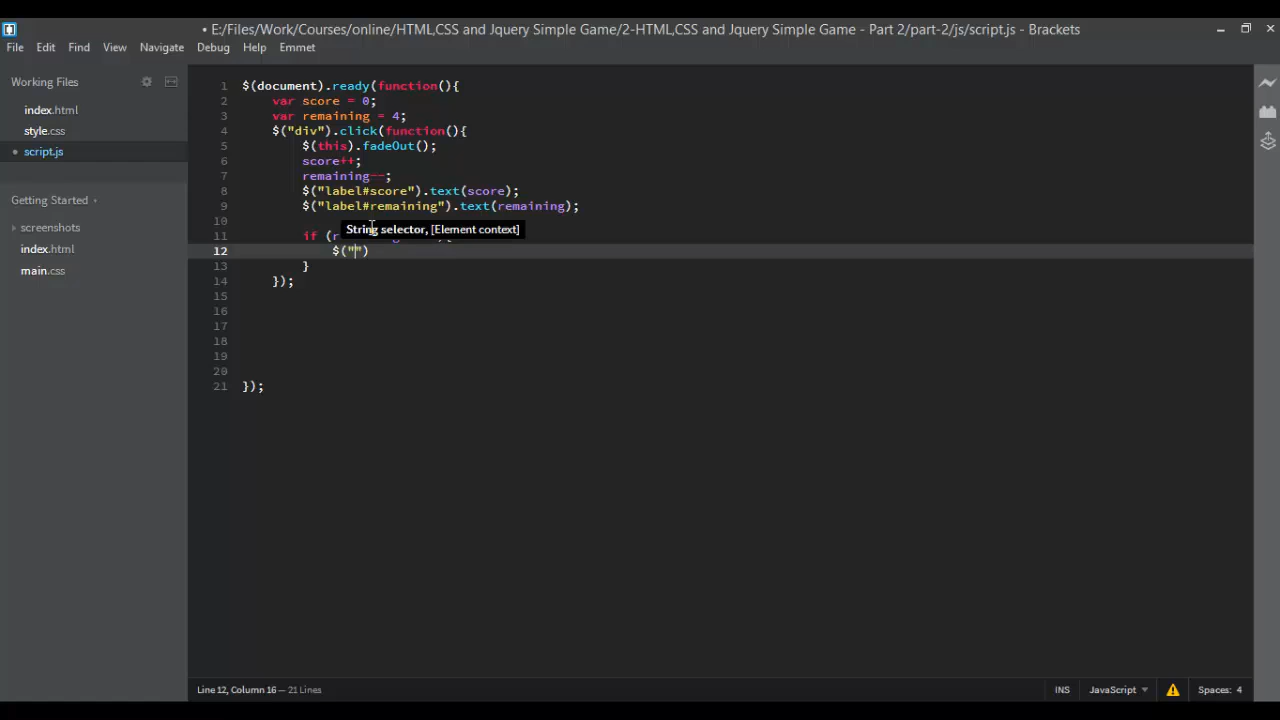 • E:/Files/Work/Courses/online/HTML,CSS and Jquery Simple Game/2-HTML,CSS and Jquery Simple Game - Part 2/part-2/js/script.js - Brackets
File Edit Find View Navigate Debug Help Emmet
Working Files
index.html
style.css
• script.js
Getting Started
screenshots
index.html
main.css
1 $(document).ready(function(){
2 var score = 0;
3 var remaining = 4;
4 $("div").click(function(){
5 $(this).fadeOut();
6 score++;
7 remaining--;
8 $("label#score").text(score);
9 $("label#remaining").text(remaining);
10
String selector, [Element context]
11 if (r
12 $("")
13 }
14 });
15
16
17
18
19
20
21 });
Line 12, Column 16 — 21 Lines
INS JavaScript Spaces: 4